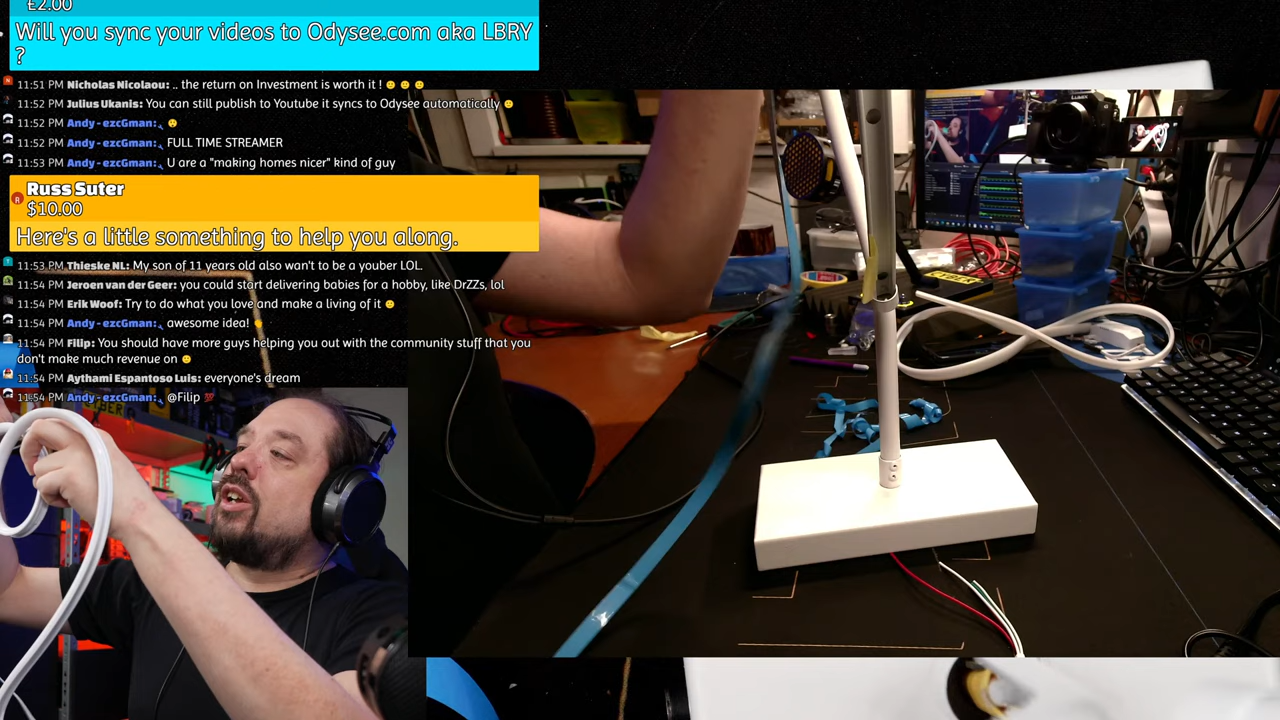 £2.00
Will you sync your videos to Odysee.com aka LBRY
?
11:51 PM Nicholas Nicolaou: .. the return on Investment is worth it !
11:52 PM Julius Ukanis: You can still publish to Youtube it syncs to Odysee automatically
11:52 PM Andy - ezcGman:
11:52 PM Andy - ezcGman: FULL TIME STREAMER
11:53 PM Andy - ezcGman: U are a "making homes nicer" kind of guy
Russ Suter
R
$10.00
Here's a little something to help you along.
11:53 PM Thieske NL: My son of 11 years old also wan't to be a youber LOL.
11:54 PM Jeroen van der Geer: you could start delivering babies for a hobby, like DrZZs, lol
11:54 PM Erik Woof: Try to do what you love and make a living of it
11:54 PM Andy - ezcGman: awesome idea!
11:54 PM Filip: You should have more guys helping you out with the community stuff that you
don't make much revenue on
11:54 PM Aythami Espantoso Luis: everyone's dream
11:54 PM Andy - ezcGman: @Filip 💯
LUMIX